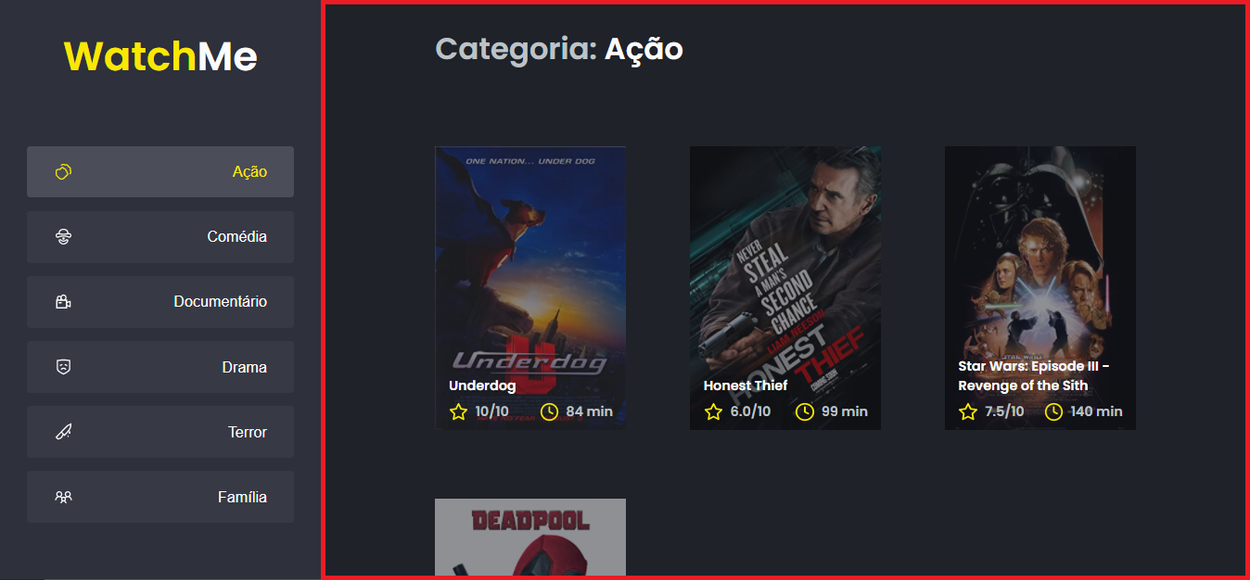 WatchMe
Ação
Comédia
Documentário
Drama
Terror
Família
Categoria: Ação
ONE NATION... UNDER DOG
Underdog
Underdog
10/10 84 min
NEVER
STEAL
A MAN'S
SECOND
CHANCE
LIAM NEESON
HONEST
THIEF
COMING SOON
Honest Thief
6.0/10 99 min
STAR WARS
Star Wars: Episode III -
Revenge of the Sith
7.5/10 140 min
DEADPOOL